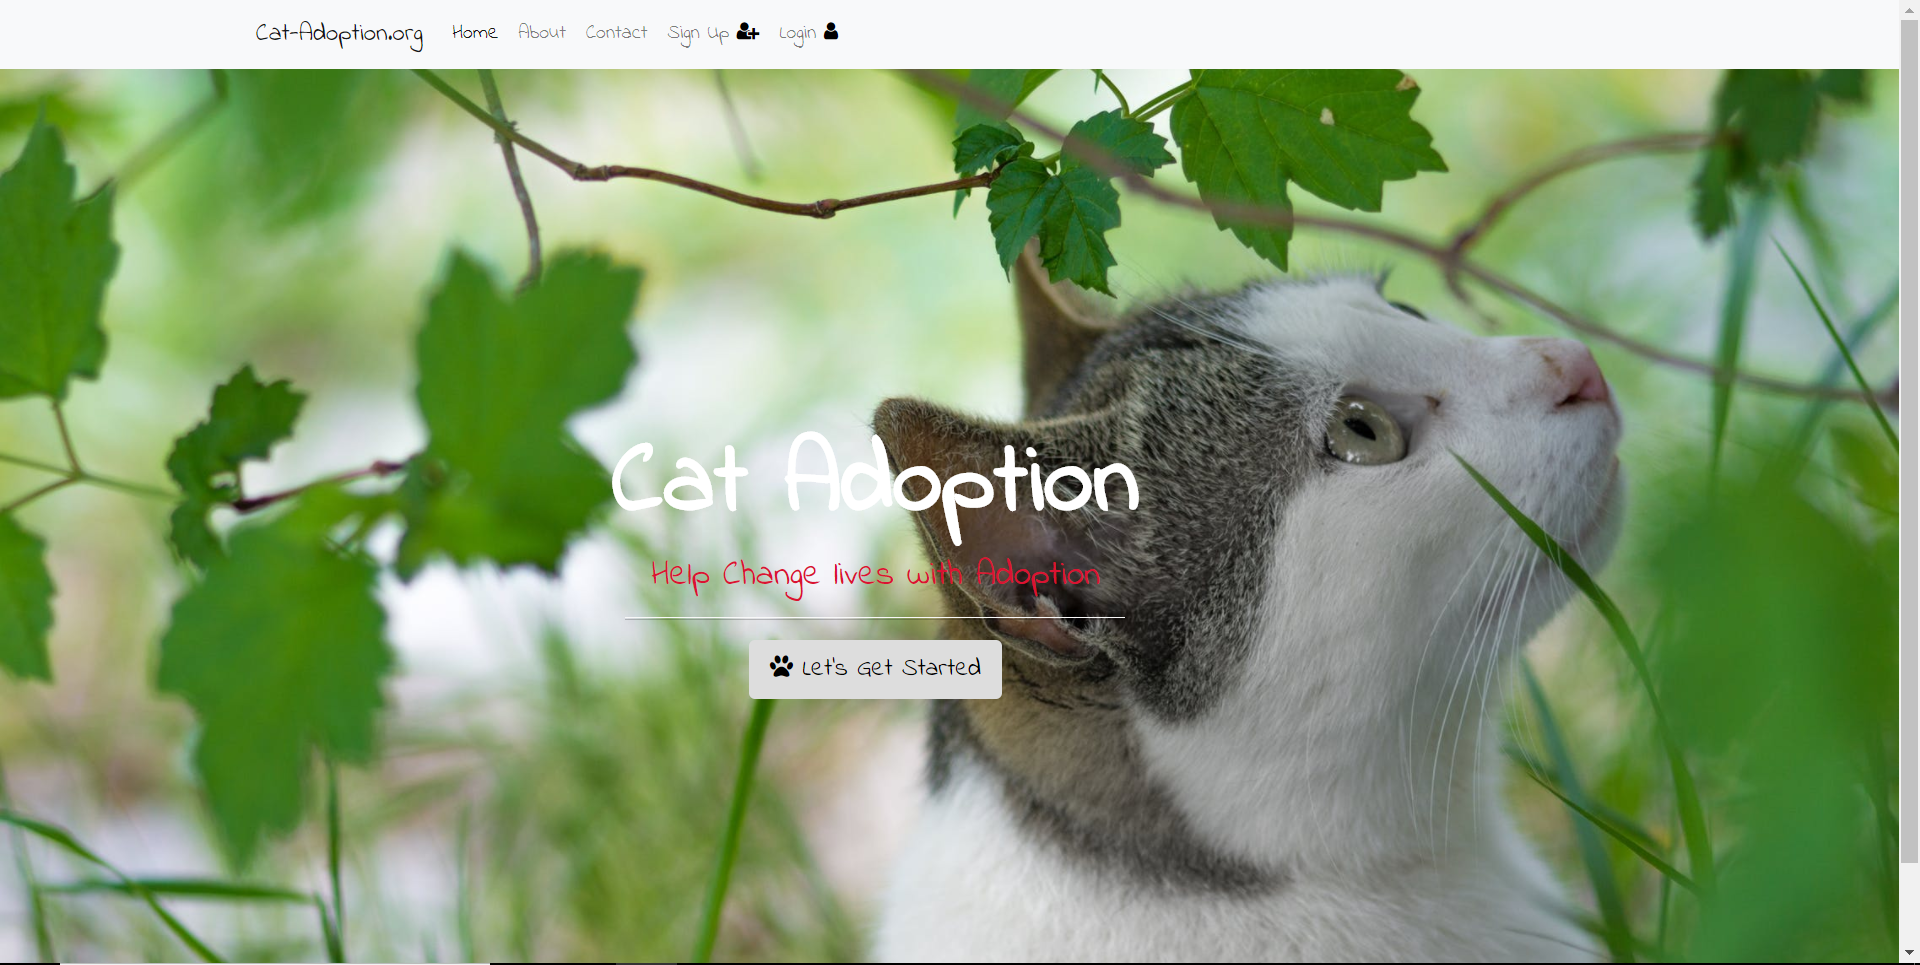 Cat-Adoption.org Home About Contact Sign Up Login
Cat Adoption
Help Change lives with Adoption
Let's Get Started